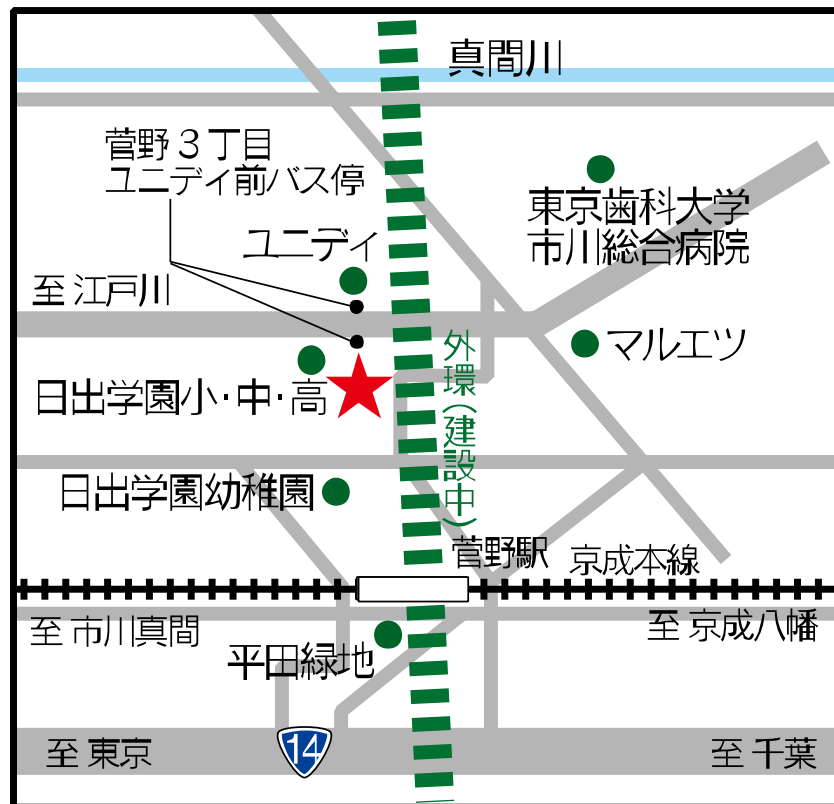 真間川
菅野３丁目
ユニディ前バス停
東京歯科大学
市川総合病院
ユニディ
至 江戸川
外環（建設中）
マルエツ
日出学園小・中・高
日出学園幼稚園
菅野駅
京成本線
至 市川真間
至 京成八幡
平田緑地
至 東京
14
至 千葉